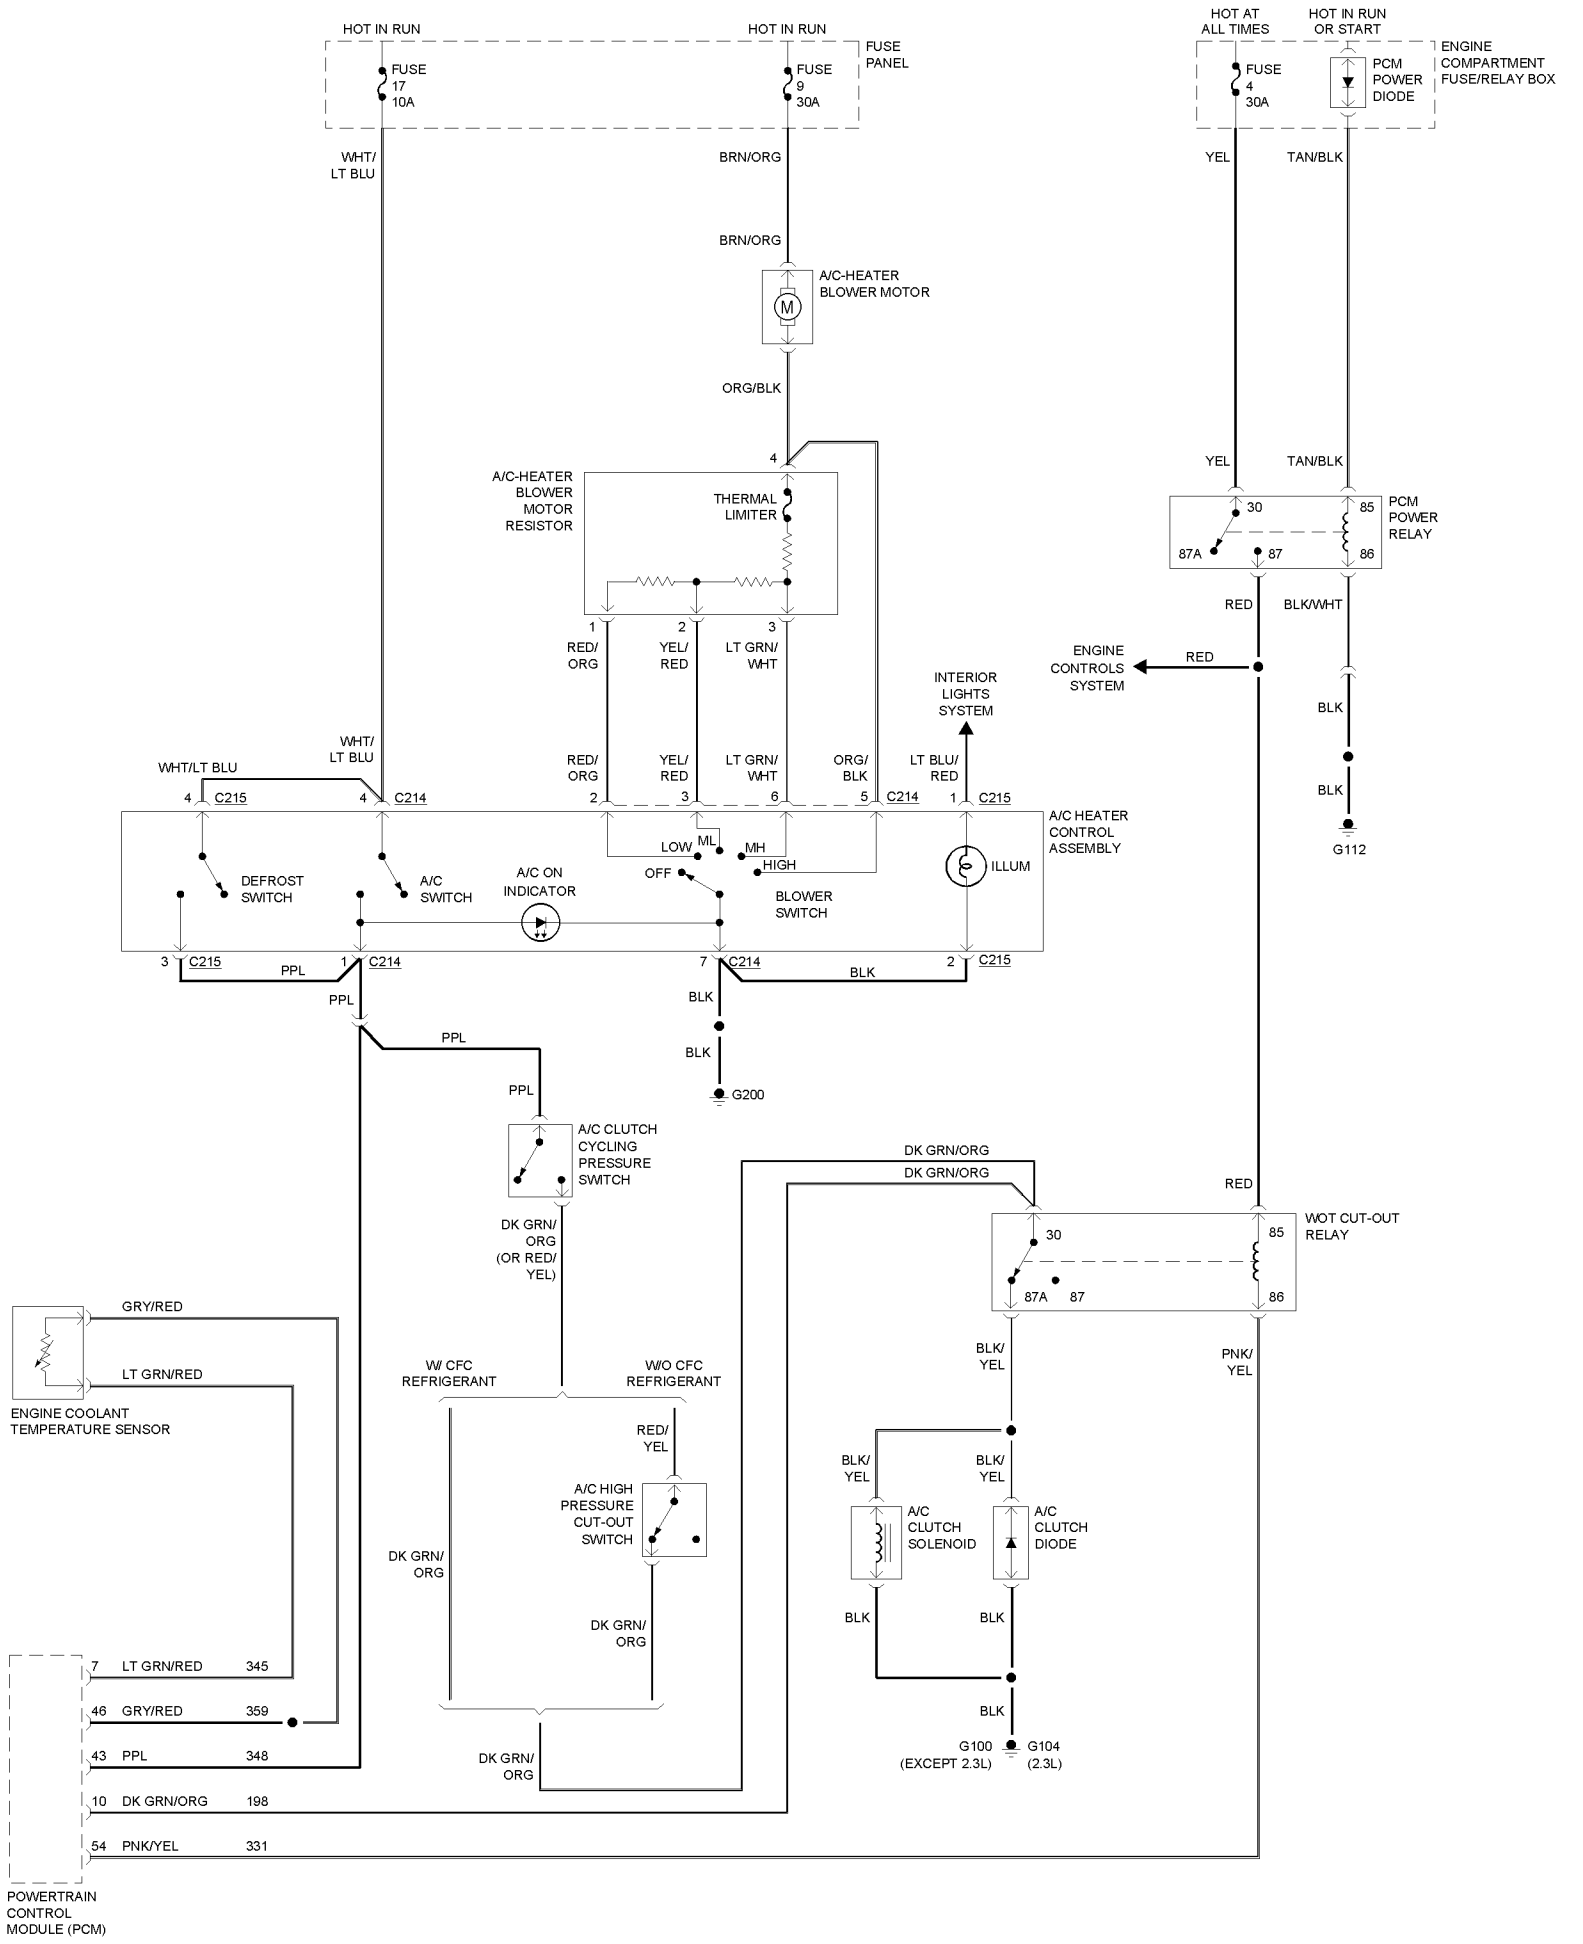 HOT IN RUN
HOT IN RUN
HOT AT
ALL TIMES
HOT IN RUN
OR START
FUSE
17
10A
FUSE
9
30A
FUSE
PANEL
FUSE
4
30A
PCM
POWER
DIODE
ENGINE
COMPARTMENT
FUSE/RELAY BOX
WHT/
LT BLU
BRN/ORG
YEL
TAN/BLK
BRN/ORG
A/C-HEATER
BLOWER MOTOR
M
ORG/BLK
4
A/C-HEATER
BLOWER
MOTOR
RESISTOR
THERMAL
LIMITER
YEL
TAN/BLK
30
85
87A
87
86
PCM
POWER
RELAY
1
2
3
RED/
ORG
YEL/
RED
LT GRN/
WHT
RED
BLK/WHT
ENGINE
CONTROLS
SYSTEM
RED
INTERIOR
LIGHTS
SYSTEM
BLK
WHT/
LT BLU
WHT/LT BLU
RED/
ORG
YEL/
RED
LT GRN/
WHT
ORG/
BLK
LT BLU/
RED
BLK
4
C215
4
C214
2
3
6
5
C214
1
C215
A/C HEATER
CONTROL
ASSEMBLY
G112
DEFROST
SWITCH
A/C
SWITCH
A/C ON
INDICATOR
LOW
ML
MH
HIGH
OFF
BLOWER
SWITCH
ILLUM
3
C215
1
C214
7
C214
2
C215
PPL
PPL
BLK
BLK
PPL
BLK
G200
PPL
A/C CLUTCH
CYCLING
PRESSURE
SWITCH
DK GRN/ORG
DK GRN/ORG
RED
DK GRN/
ORG
(OR RED/
YEL)
30
85
87A
87
86
WOT CUT-OUT
RELAY
GRY/RED
LT GRN/RED
ENGINE COOLANT
TEMPERATURE SENSOR
W/ CFC
REFRIGERANT
W/O CFC
REFRIGERANT
BLK/
YEL
PNK/
YEL
RED/
YEL
BLK/
YEL
BLK/
YEL
A/C HIGH
PRESSURE
CUT-OUT
SWITCH
A/C
CLUTCH
SOLENOID
A/C
CLUTCH
DIODE
DK GRN/
ORG
DK GRN/
ORG
BLK
BLK
7 LT GRN/RED 345
46 GRY/RED 359
BLK
43 PPL 348
DK GRN/
ORG
G100
(EXCEPT 2.3L)
G104
(2.3L)
10 DK GRN/ORG 198
54 PNK/YEL 331
POWERTRAIN
CONTROL
MODULE (PCM)